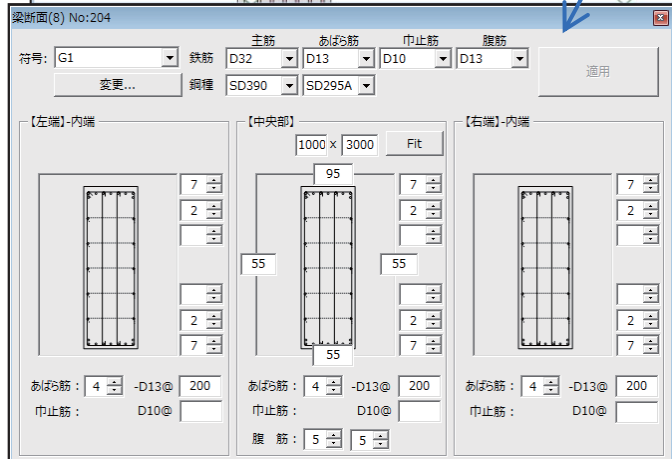 梁断面(8) No:204
主筋 あばら筋 巾止筋 腹筋
符号: G1 鉄筋 D32 D13 D10 D13 適用
変更... 鋼種 SD390 SD295A
【左端】-内端 【中央部】 【右端】-内端
1000 x 3000 Fit
95
7 7 7
2 2 2
55 55
2 2 2
7 7 7
55
あばら筋： 4 -D13@ 200 あばら筋： 4 -D13@ 200 あばら筋： 4 -D13@ 200
巾止筋： D10@ 巾止筋： D10@ 巾止筋： D10@
腹 筋： 5 5